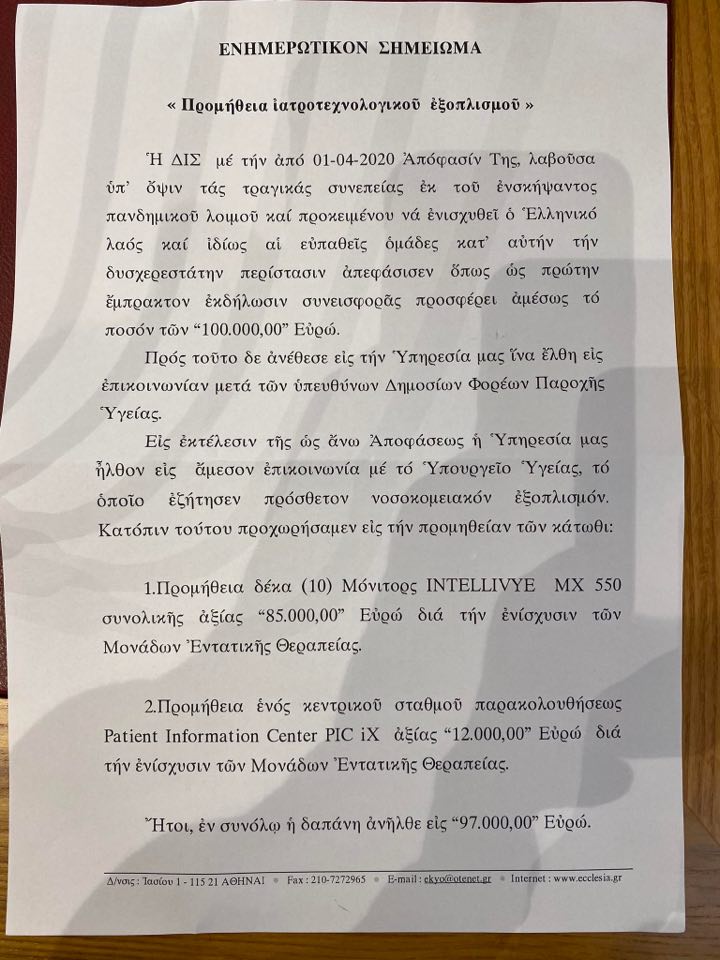 ΕΝΗΜΕΡΩΤΙΚΟΝ ΣΗΜΕΙΩΜΑ
« Προμήθεια ἰατροτεχνολογικοῦ ἐξοπλισμοῦ »
Ἡ ΔΙΣ μέ τήν ἀπό 01-04-2020 Ἀπόφασίν Της, λαβοῦσα
ὑπ’ ὄψιν τάς τραγικάς συνεπείας ἐκ τοῦ ἐνσκήψαντος
πανδημικοῦ λοιμοῦ καί προκειμένου νά ἐνισχυθεῖ ὁ Ἑλληνικό
λαός καί ἰδίως αἱ εὐπαθεῖς ὁμάδες κατ’ αὐτήν τήν
δυσχερεστάτην περίστασιν ἀπεφάσισεν ὅπως ὡς πρώτην
ἔμπρακτον ἐκδήλωσιν συνεισφορᾶς προσφέρει ἀμέσως τό
ποσόν τῶν “100.000,00” Εὐρώ.
Πρός τοῦτο δε ἀνέθεσε εἰς τήν Ὑπηρεσία μας ἵνα ἔλθη εἰς
ἐπικοινωνίαν μετά τῶν ὑπευθύνων Δημοσίων Φορέων Παροχῆς
Ὑγείας.
Εἰς ἐκτέλεσιν τῆς ὡς ἄνω Ἀποφάσεως ἡ Ὑπηρεσία μας
ἦλθον εἰς ἄμεσον ἐπικοινωνία μέ τό Ὑπουργεῖο Ὑγείας, τό
ὁποῖο ἐζήτησεν πρόσθετον νοσοκομειακόν ἐξοπλισμόν.
Κατόπιν τούτου προχωρήσαμεν εἰς τήν προμηθείαν τῶν κάτωθι:
1.Προμήθεια δέκα (10) Μόνιτορς INTELLIVYE MX 550
συνολικῆς ἀξίας “85.000,00” Εὐρώ διά τήν ἐνίσχυσιν τῶν
Μονάδων Ἐντατικῆς Θεραπείας.
2.Προμήθεια ἑνός κεντρικοῦ σταθμοῦ παρακολουθήσεως
Patient Information Center PIC iX ἀξίας “12.000,00” Εὐρώ διά
τήν ἐνίσχυσιν τῶν Μονάδων Ἐντατικῆς Θεραπείας.
Ἤτοι, ἐν συνόλῳ ἡ δαπάνη ἀνῆλθε εἰς “97.000,00” Εὐρώ.
Δ/νσις : Ἰασίου 1 - 115 21 ΑΘΗΝΑΙ • Fax : 210-7272965 • E-mail : ekyo@otenet.gr • Internet : www.ecclesia.gr